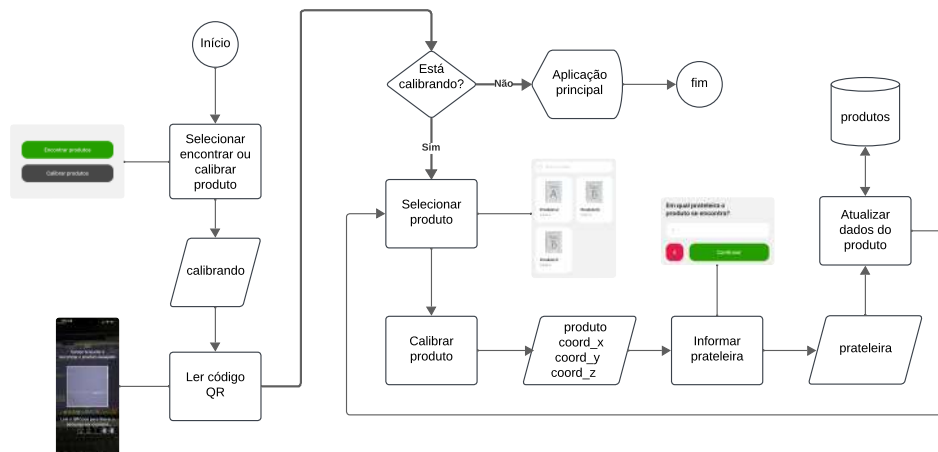 Início
Selecionar
encontrar ou
calibrar
produto
Encontrar produtos
Calibrar produtos
calibrando
Ler código
QR
Está
calibrando?
Não
Aplicação
principal
fim
Sim
Selecionar
produto
Calibrar
produto
produto
coord_x
coord_y
coord_z
Em qual prateleira o
produto se encontra?
Continuar
Informar
prateleira
prateleira
Atualizar
dados do
produto
produtos